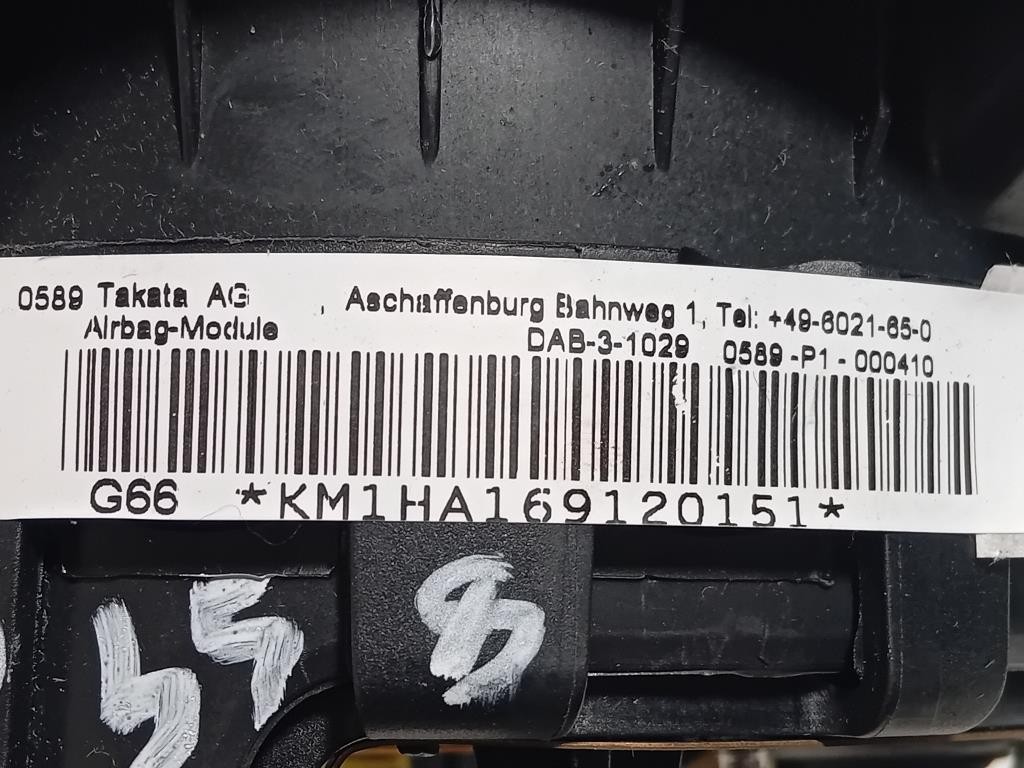 0589 Takata AG , Aschaffenburg Bahnweg 1, Tel: +49-6021-65-0
Airbag-Module DAB-3-1029 0589-P1-000410
G66 *KM1HA169120151*